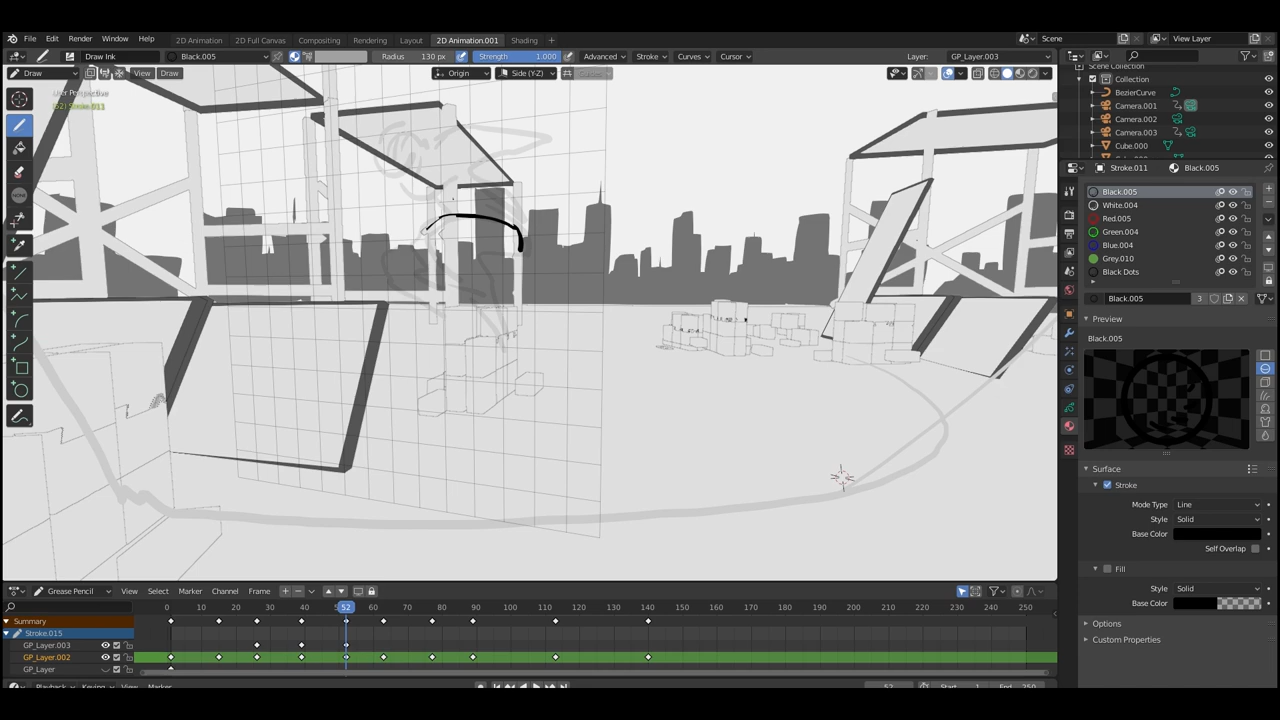 File Edit Render Window Help 2D Animation 2D Full Canvas Compositing Rendering Layout 2D Animation.001 Shading + Scene View Layer
Draw Ink Black.005 Radius 130 px Strength 1.000 Advanced Stroke Curves Cursor Layer: GP_Layer.003
Draw View Draw Origin Side (Y-Z)
User Perspective
(52) Stroke.011
Scene Collection
Collection
BezierCurve
Camera.001
Camera.002
Camera.003
Cube.000
Stroke.011 Black.005
Black.005
White.004
Red.005
Green.004
Blue.004
Grey.010
Black Dots
Black.005 3
Preview
Black.005
Surface
Stroke
Mode Type Line
Style Solid
Base Color
Self Overlap
Fill
Style Solid
Base Color
Options
Custom Properties
Grease Pencil View Select Marker Channel Frame
0 10 20 30 40 52 60 70 80 90 100 110 120 130 140 150 160 170 180 190 200 210 220 230 240 250
Summary
Stroke.015
GP_Layer.003
GP_Layer.002
GP_Layer
Playback Keying View Marker 52 Start 1 End 250